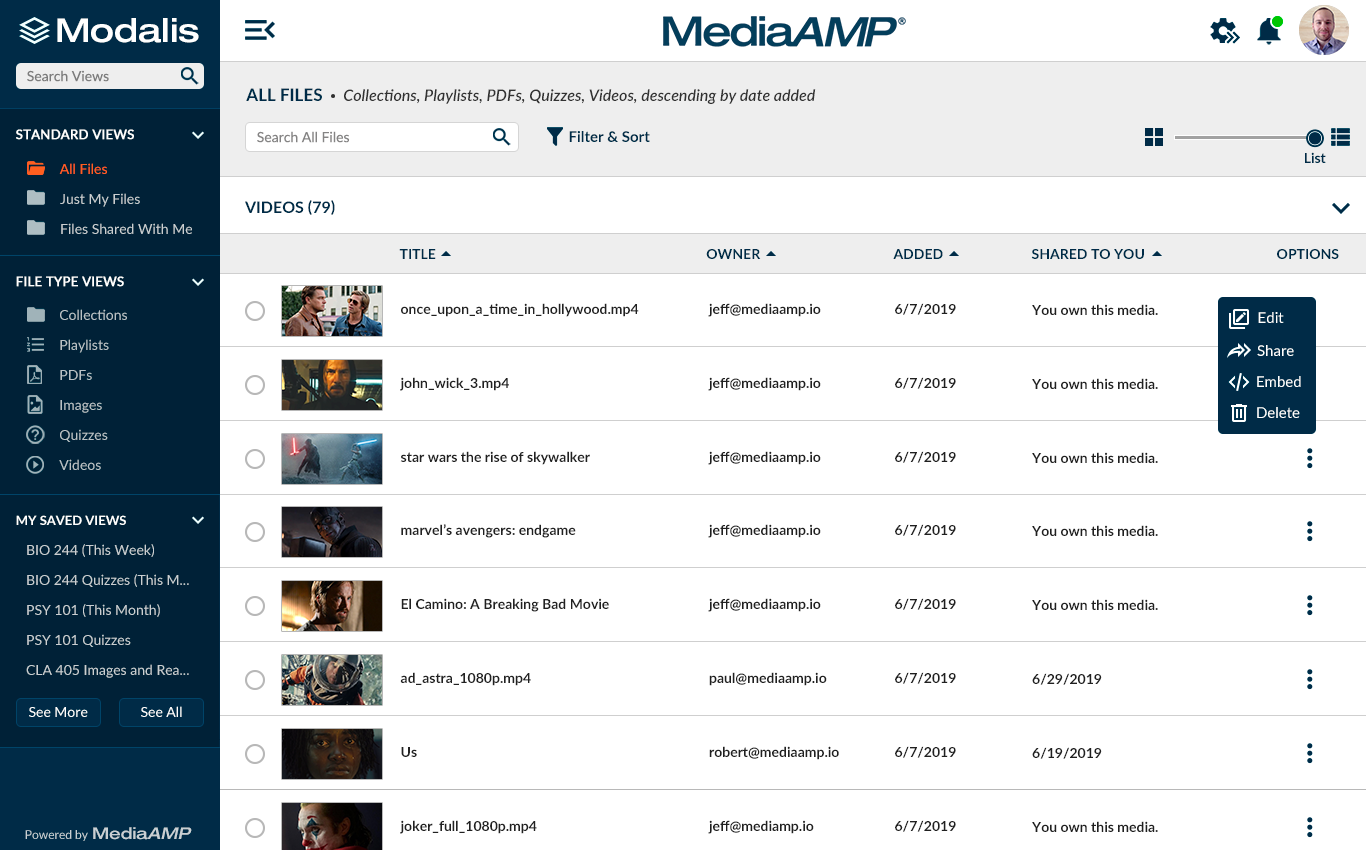 Modalis
Search Views
STANDARD VIEWS
All Files
Just My Files
Files Shared With Me
FILE TYPE VIEWS
Collections
Playlists
PDFs
Images
Quizzes
Videos
MY SAVED VIEWS
BIO 244 (This Week)
BIO 244 Quizzes (This M...
PSY 101 (This Month)
PSY 101 Quizzes
CLA 405 Images and Rea...
See More See All
Powered by MediaAMP
MediaAMP®
ALL FILES • Collections, Playlists, PDFs, Quizzes, Videos, descending by date added
Search All Files Filter & Sort
List
VIDEOS (79)
TITLE OWNER ADDED SHARED TO YOU OPTIONS
once_upon_a_time_in_hollywood.mp4 jeff@mediaamp.io 6/7/2019 You own this media.
Edit
Share
Embed
Delete
john_wick_3.mp4 jeff@mediaamp.io 6/7/2019 You own this media.
star wars the rise of skywalker jeff@mediaamp.io 6/7/2019 You own this media.
marvel's avengers: endgame jeff@mediaamp.io 6/7/2019 You own this media.
El Camino: A Breaking Bad Movie jeff@mediaamp.io 6/7/2019 You own this media.
ad_astra_1080p.mp4 paul@mediaamp.io 6/7/2019 6/29/2019
Us robert@mediaamp.io 6/7/2019 6/19/2019
joker_full_1080p.mp4 jeff@mediamp.io 6/7/2019 You own this media.